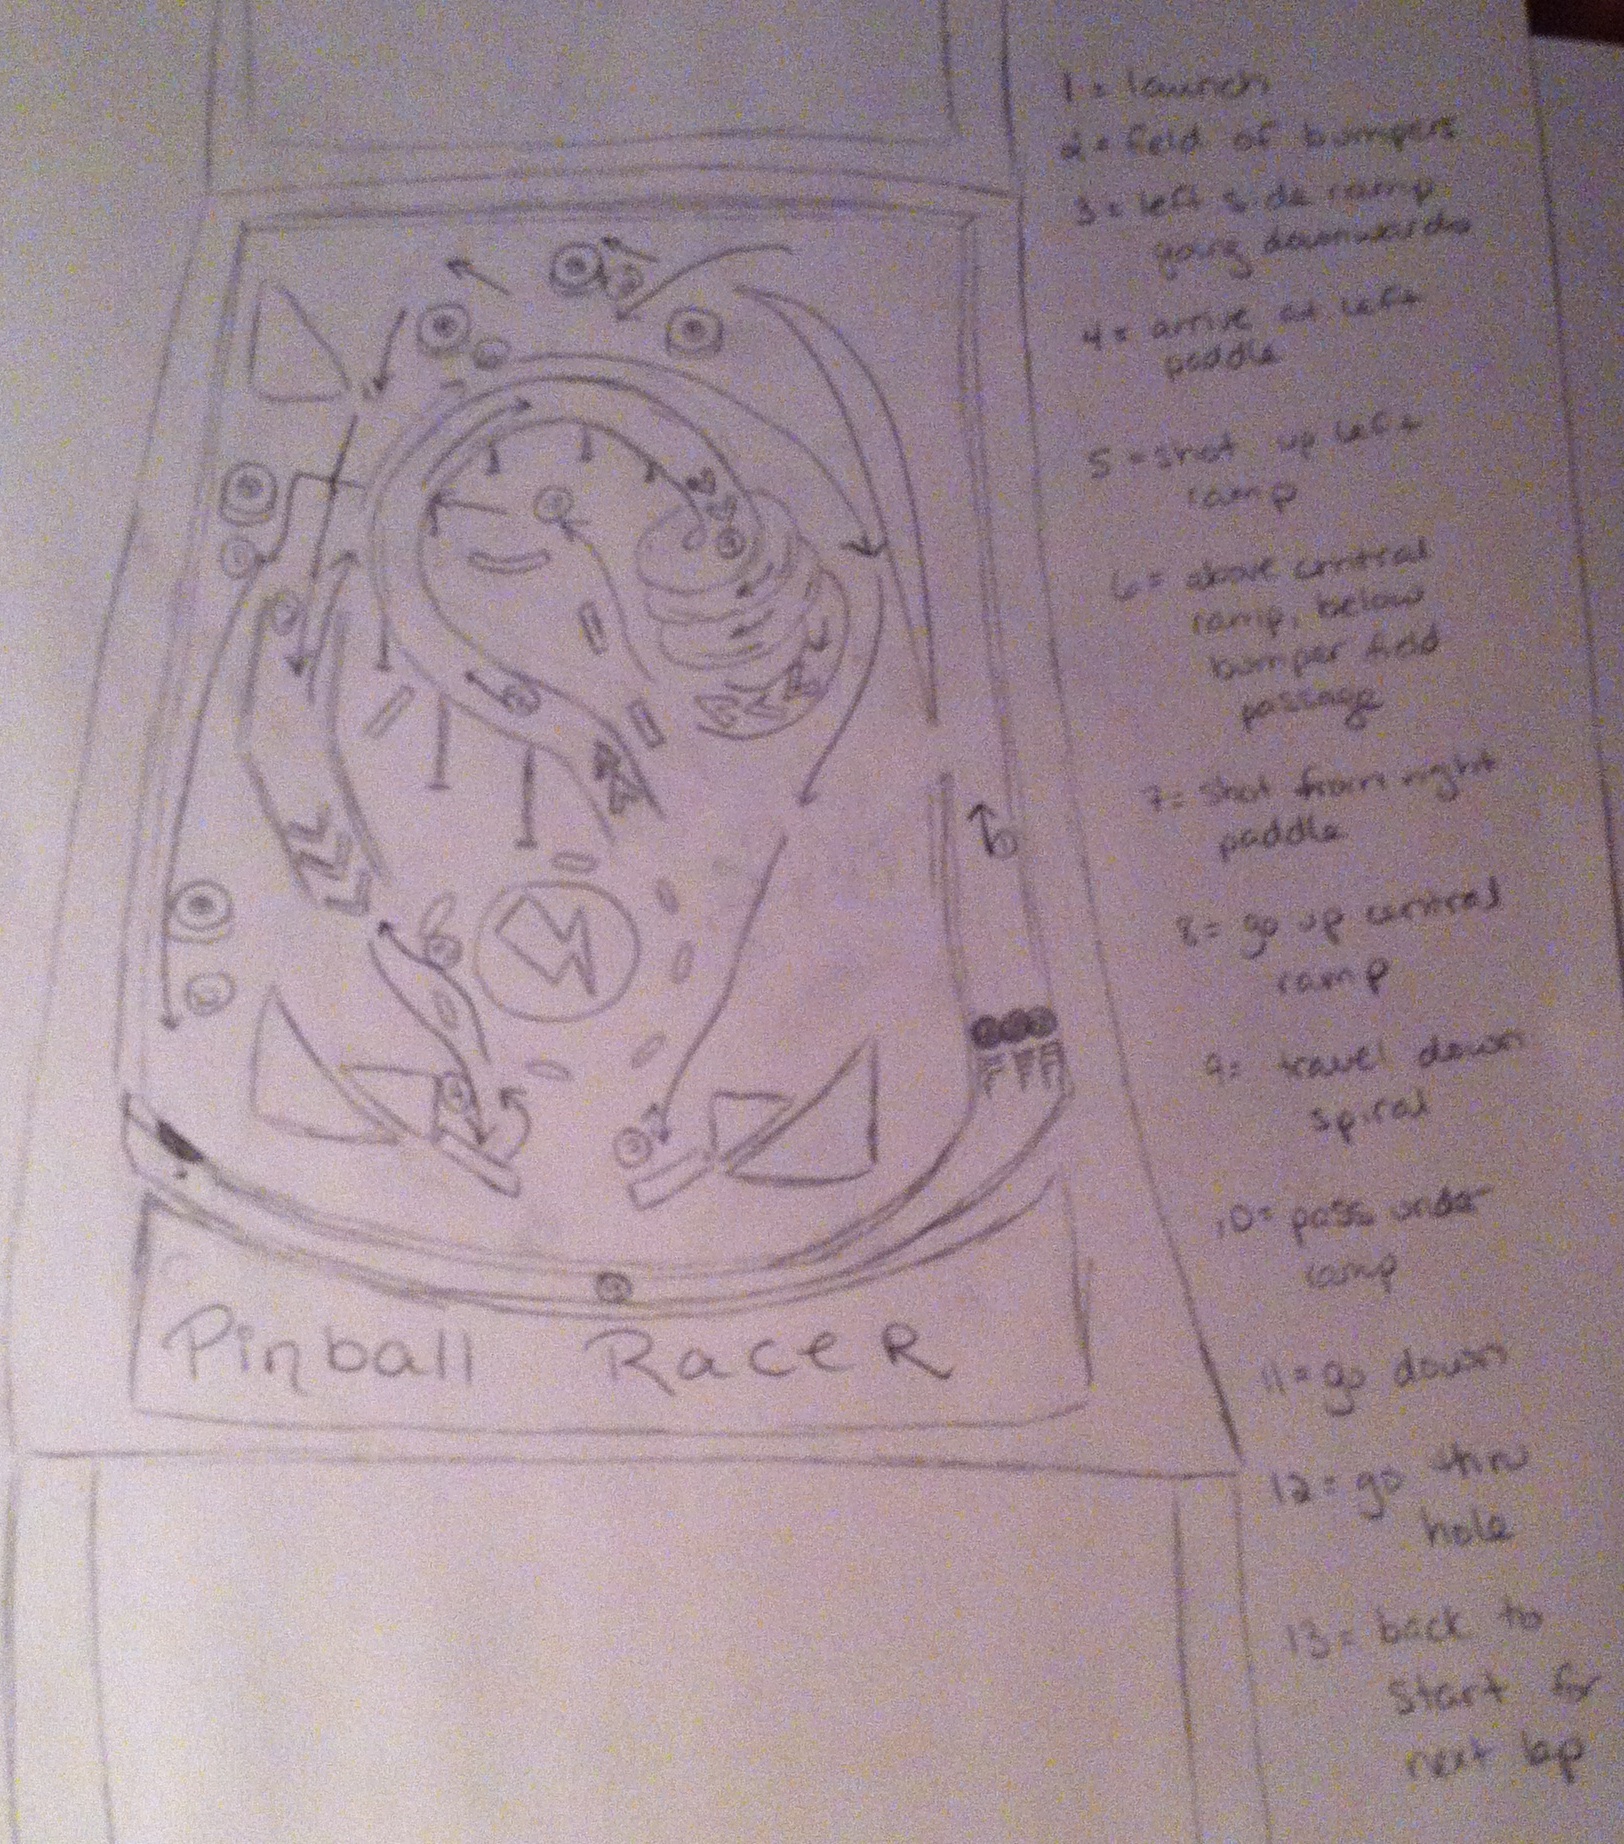 1 = launch
2 = field of bumpers
3 = left side ramp
going downwards
4 = arrive at left
paddle
5 = shot up left
ramp
6 = above central
ramp, below
bumper field
passage
7 = shot from right
paddle
8 = go up central
ramp
9 = travel down
spiral
10 = pass under
ramp
11 = go down
12 = go thru
hole
13 = back to
start for
next lap
Pinball RaceR